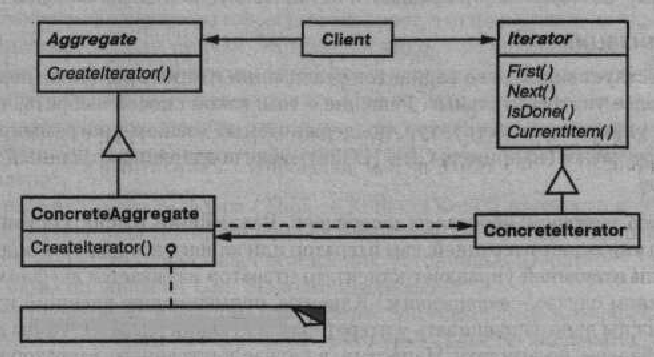 Aggregate
CreateIterator()
Client
Iterator
First()
Next()
IsDone()
CurrentItem()
ConcreteAggregate
CreateIterator()
ConcreteIterator